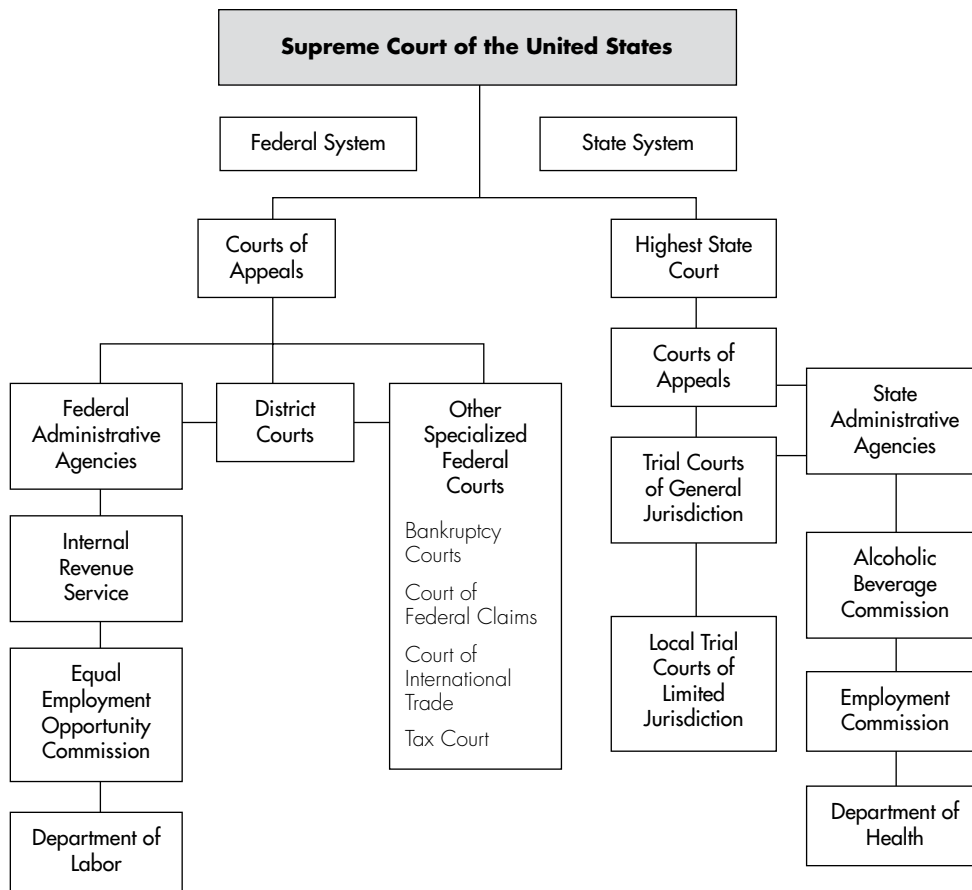 Supreme Court of the United States
Federal System
State System
Courts of
Appeals
Highest State
Court
Courts of
Appeals
Federal
Administrative
Agencies
District
Courts
Other
Specialized
Federal
Courts
Bankruptcy
Courts
Court of
Federal Claims
Court of
International
Trade
Tax Court
State
Administrative
Agencies
Trial Courts
of General
Jurisdiction
Internal
Revenue
Service
Alcoholic
Beverage
Commission
Local Trial
Courts of
Limited
Jurisdiction
Equal
Employment
Opportunity
Commission
Employment
Commission
Department of
Labor
Department of
Health